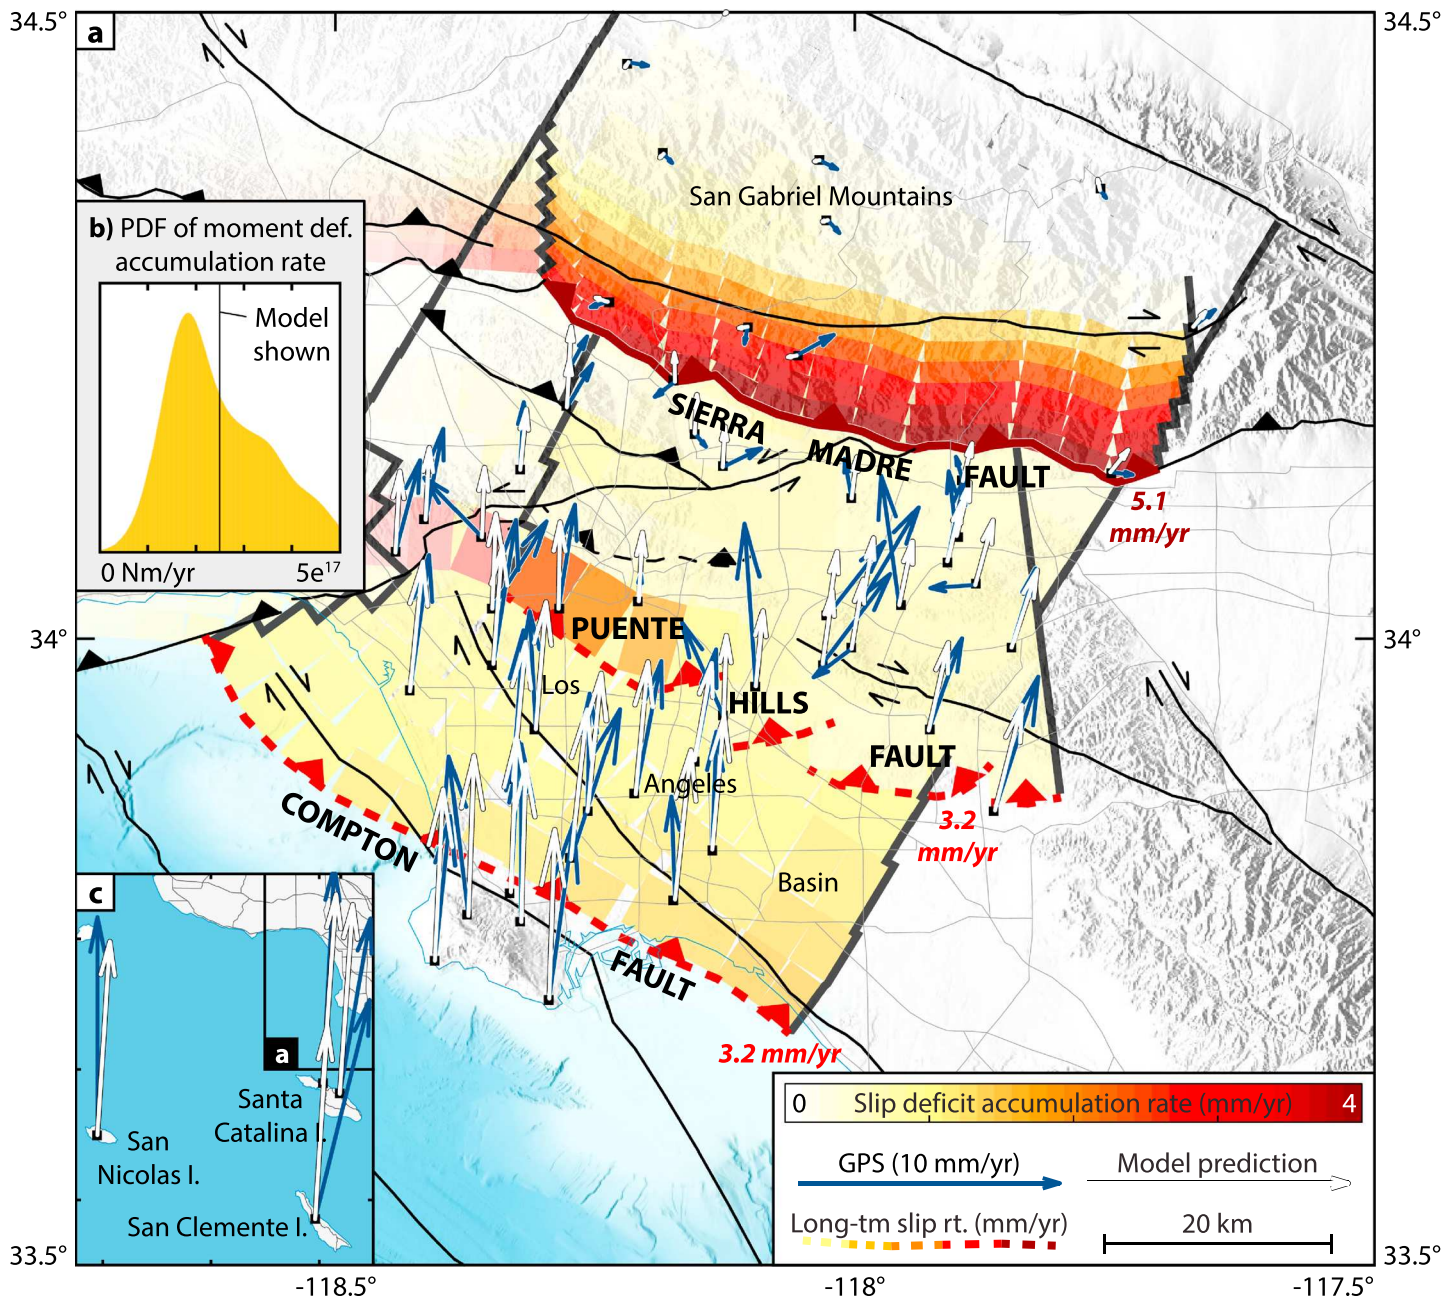 34.5°
34.5°
a
San Gabriel Mountains
b) PDF of moment def.
accumulation rate
Model
shown
0 Nm/yr
5e17
SIERRA
MADRE
FAULT
5.1
mm/yr
34°
34°
PUENTE
HILLS
FAULT
3.2
mm/yr
Los
Angeles
Basin
COMPTON
FAULT
3.2 mm/yr
c
a
Santa
Catalina I.
San
Nicolas I.
San Clemente I.
0 Slip deficit accumulation rate (mm/yr) 4
GPS (10 mm/yr)
Model prediction
Long-tm slip rt. (mm/yr)
20 km
33.5°
33.5°
-118.5°
-118°
-117.5°